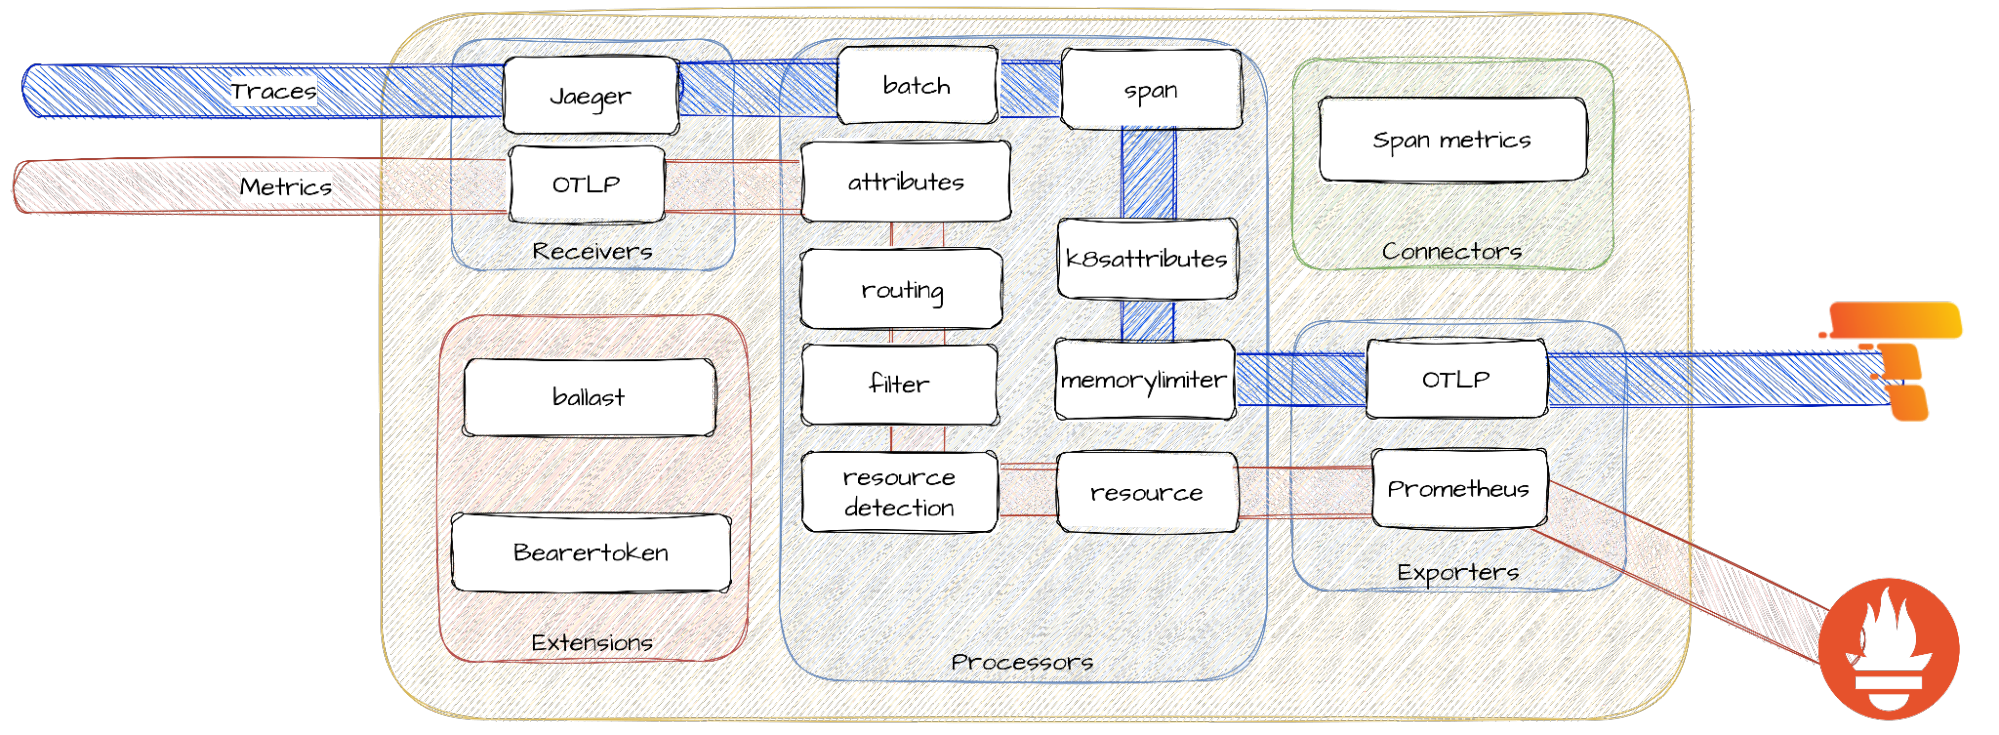 Traces
Jaeger
batch
span
Metrics
OTLP
attributes
Span metrics
Receivers
routing
k8sattributes
Connectors
ballast
filter
memorylimiter
OTLP
resource
detection
resource
Prometheus
Bearertoken
Exporters
Extensions
Processors